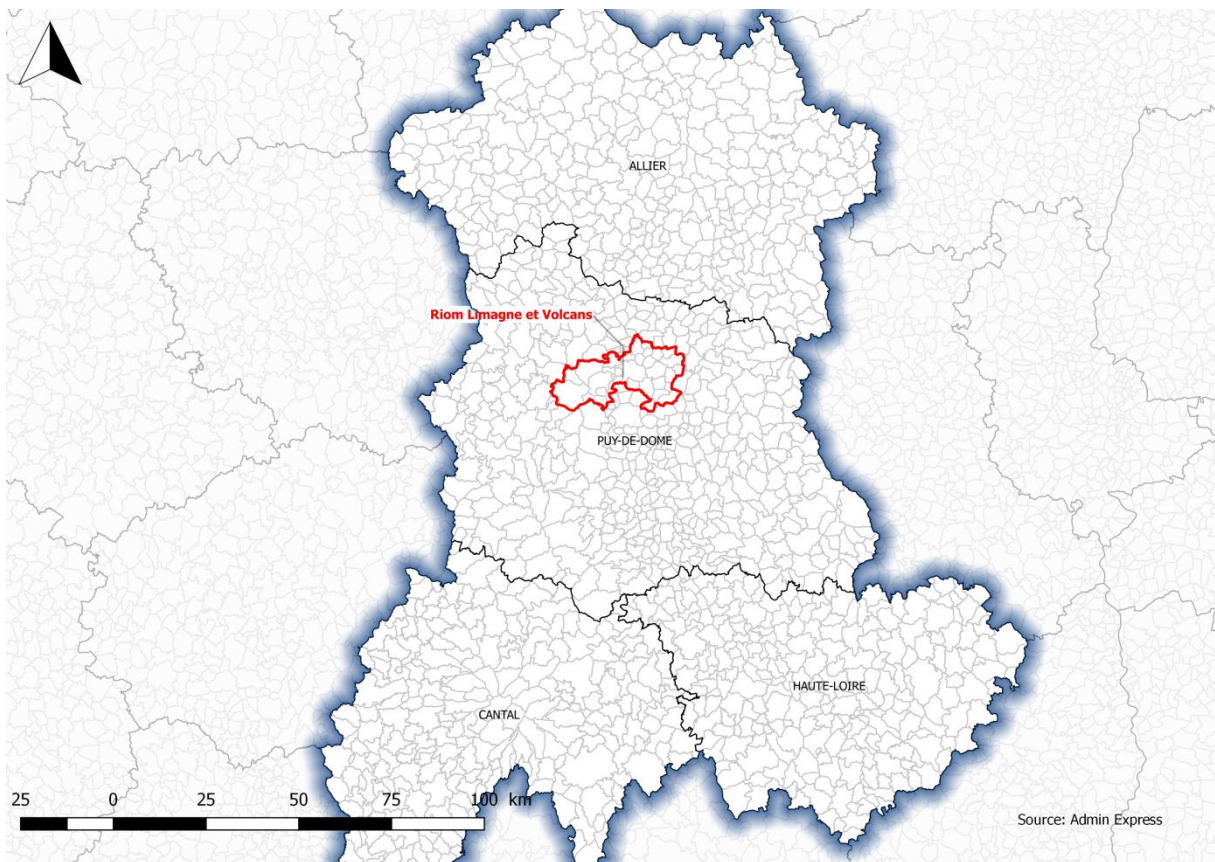 ALLIER
Riom Limagne et Volcans
PUY-DE-DOME
HAUTE-LOIRE
CANTAL
25 0 25 50 75 100 km
Source: Admin Express